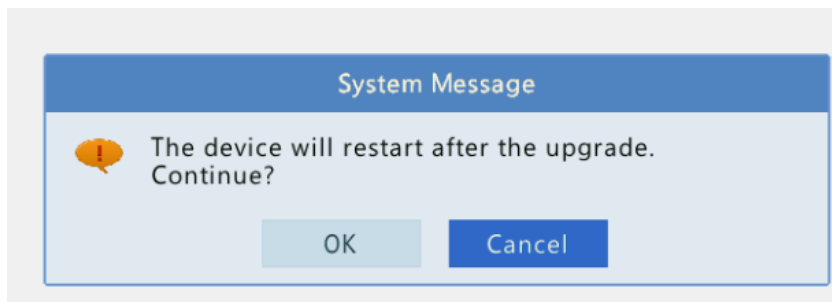 System Message
!
The device will restart after the upgrade.
Continue?
OK
Cancel